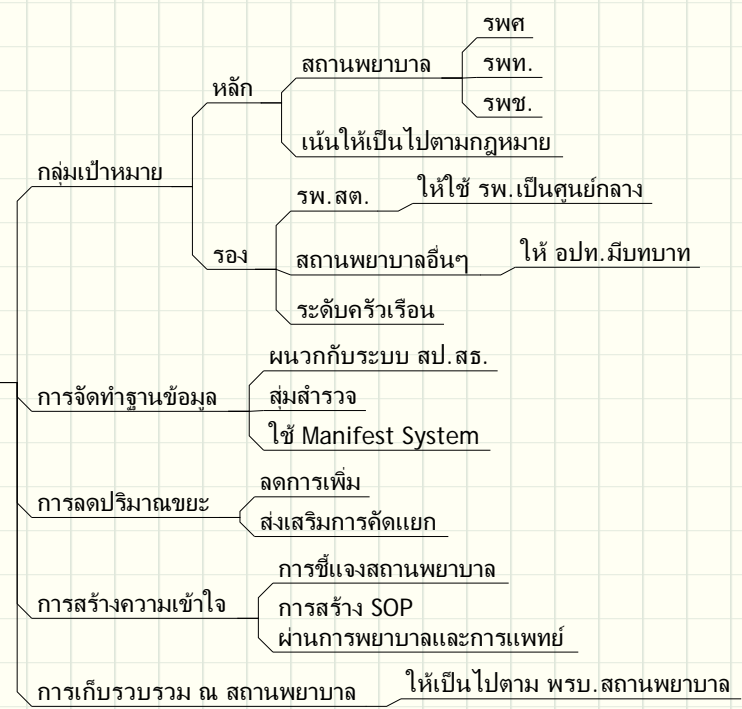 รพศ
รพท.
รพช.
สถานพยาบาล
หลัก
เน้นให้เป็นไปตามกฎหมาย
กลุ่มเป้าหมาย
รพ.สต.
ให้ใช้ รพ.เป็นศูนย์กลาง
รอง
สถานพยาบาลอื่นๆ
ให้ อปท.มีบทบาท
ระดับครัวเรือน
ผนวกกับระบบ สป.สธ.
การจัดทำฐานข้อมูล
สุ่มสำรวจ
ใช้ Manifest System
ลดการเพิ่ม
การลดปริมาณขยะ
ส่งเสริมการคัดแยก
การชี้แจงสถานพยาบาล
การสร้างความเข้าใจ
การสร้าง SOP
ผ่านการพยาบาลและการแพทย์
การเก็บรวบรวม ณ สถานพยาบาล
ให้เป็นไปตาม พรบ.สถานพยาบาล